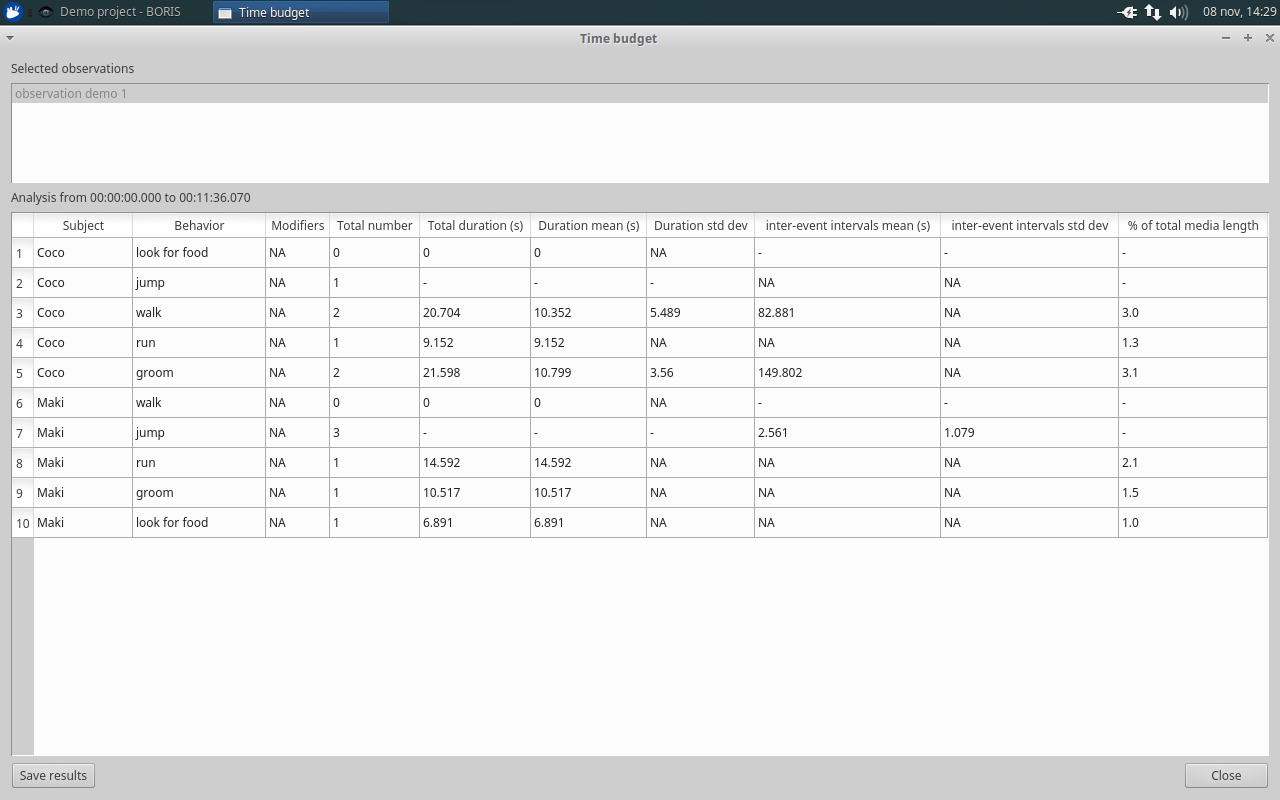 Demo project - BORIS Time budget 08 nov, 14:29
Time budget
Selected observations
observation demo 1
Analysis from 00:00:00.000 to 00:11:36.070
Subject Behavior Modifiers Total number Total duration (s) Duration mean (s) Duration std dev inter-event intervals mean (s) inter-event intervals std dev % of total media length
1 Coco look for food NA 0 0 0 NA - - -
2 Coco jump NA 1 - - - NA NA -
3 Coco walk NA 2 20.704 10.352 5.489 82.881 NA 3.0
4 Coco run NA 1 9.152 9.152 NA NA NA 1.3
5 Coco groom NA 2 21.598 10.799 3.56 149.802 NA 3.1
6 Maki walk NA 0 0 0 NA - - -
7 Maki jump NA 3 - - - 2.561 1.079 -
8 Maki run NA 1 14.592 14.592 NA NA NA 2.1
9 Maki groom NA 1 10.517 10.517 NA NA NA 1.5
10 Maki look for food NA 1 6.891 6.891 NA NA NA 1.0
Save results Close